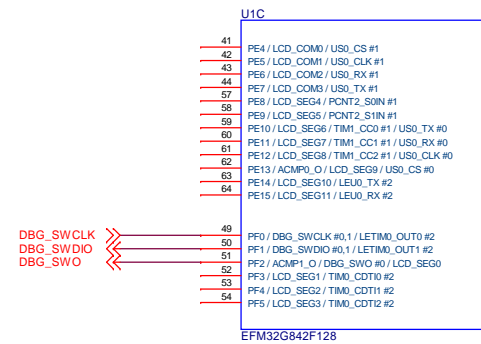 U1C
41 PE4 / LCD_COM0 / US0_CS #1
42 PE5 / LCD_COM1 / US0_CLK #1
43 PE6 / LCD_COM2 / US0_RX #1
44 PE7 / LCD_COM3 / US0_TX #1
57 PE8 / LCD_SEG4 / PCNT2_S0IN #1
58 PE9 / LCD_SEG5 / PCNT2_S1IN #1
59 PE10 / LCD_SEG6 / TIM1_CC0 #1 / US0_TX #0
60 PE11 / LCD_SEG7 / TIM1_CC1 #1 / US0_RX #0
61 PE12 / LCD_SEG8 / TIM1_CC2 #1 / US0_CLK #0
62 PE13 / ACMP0_O / LCD_SEG9 / US0_CS #0
63 PE14 / LCD_SEG10 / LEU0_TX #2
64 PE15 / LCD_SEG11 / LEU0_RX #2
DBG_SWCLK 49 PF0 / DBG_SWCLK #0,1 / LETIM0_OUT0 #2
DBG_SWDIO 50 PF1 / DBG_SWDIO #0,1 / LETIM0_OUT1 #2
DBG_SWO 51 PF2 / ACMP1_O / DBG_SWO #0 / LCD_SEG0
52 PF3 / LCD_SEG1 / TIM0_CDTI0 #2
53 PF4 / LCD_SEG2 / TIM0_CDTI1 #2
54 PF5 / LCD_SEG3 / TIM0_CDTI2 #2
EFM32G842F128